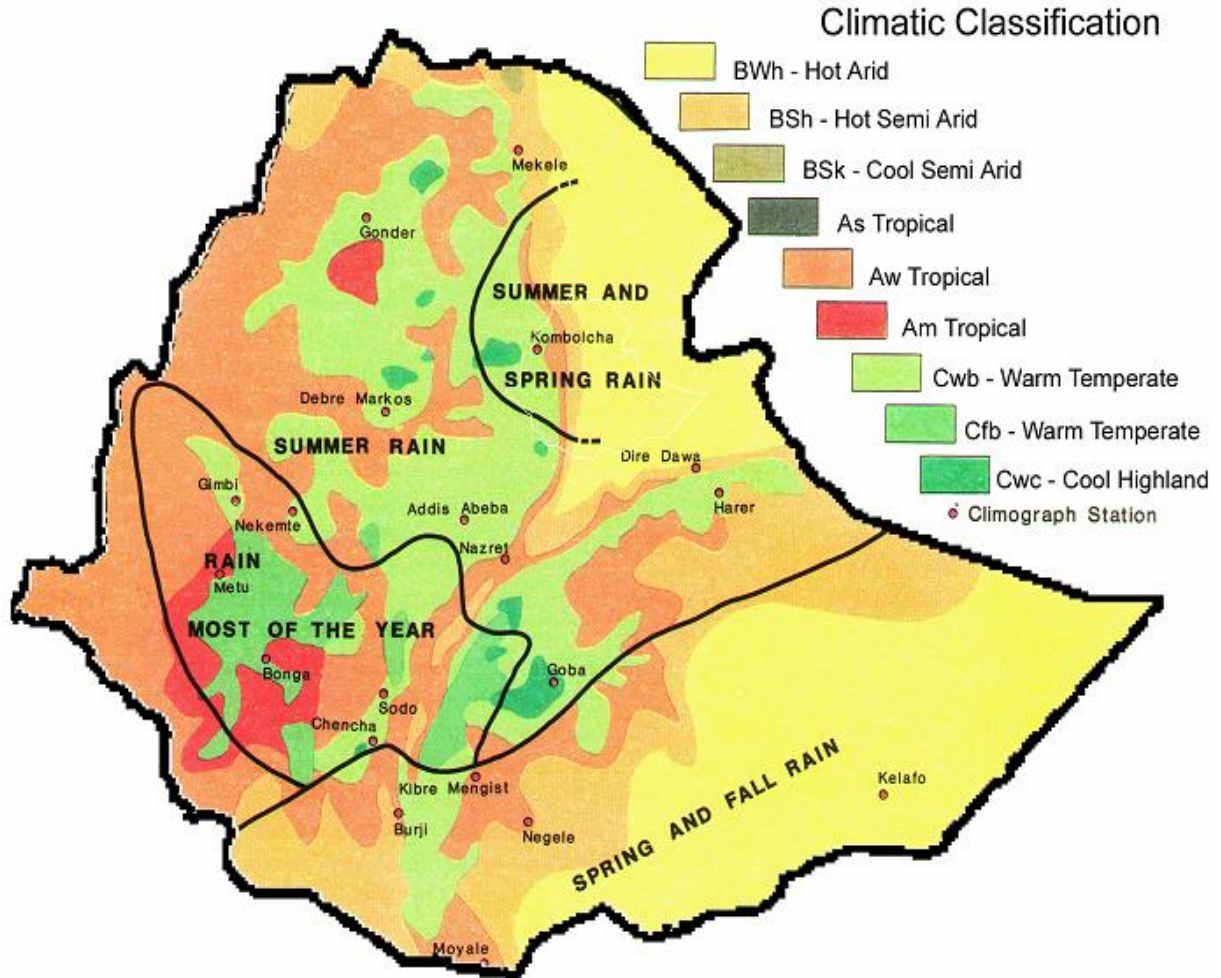 Climatic Classification
BWh - Hot Arid
BSh - Hot Semi Arid
BSk - Cool Semi Arid
As Tropical
Aw Tropical
Am Tropical
Cwb - Warm Temperate
Cfb - Warm Temperate
Cwc - Cool Highland
Climograph Station
Mekele
Gonder
SUMMER AND
Kombolcha
SPRING RAIN
Debre Markos
SUMMER RAIN
Dire Dawa
Gimbi
Harer
Nekemte
Addis Abeba
Nazret
RAIN
Metu
MOST OF THE YEAR
Bonga
Goba
Sodo
Chencha
Kibre Mengist
Kelafo
Burji
Negele
SPRING AND FALL RAIN
Moyale